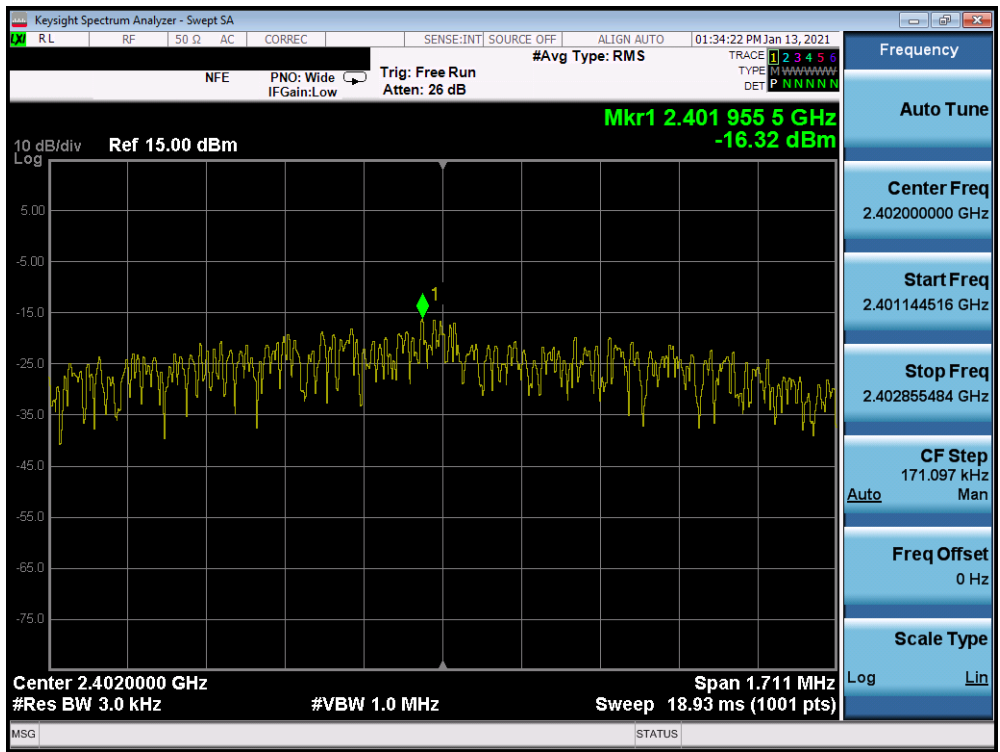 Keysight Spectrum Analyzer - Swept SA
LXI RL RF 50 Ω AC CORREC SENSE:INT SOURCE OFF ALIGN AUTO 01:34:22 PM Jan 13, 2021
Frequency
NFE PNO: Wide IFGain:Low
Trig: Free Run
Atten: 26 dB
#Avg Type: RMS
TRACE 1 2 3 4 5 6
TYPE M WWWWW
DET P N N N N N
Auto Tune
Mkr1 2.401 955 5 GHz
-16.32 dBm
10 dB/div Ref 15.00 dBm
Log
5.00
-5.00
-15.0
-25.0
-35.0
-45.0
-55.0
-65.0
-75.0
1
Center Freq
2.402000000 GHz
Start Freq
2.401144516 GHz
Stop Freq
2.402855484 GHz
CF Step
171.097 kHz
Auto Man
Freq Offset
0 Hz
Scale Type
Log Lin
Center 2.4020000 GHz Span 1.711 MHz
#Res BW 3.0 kHz #VBW 1.0 MHz Sweep 18.93 ms (1001 pts)
MSG STATUS